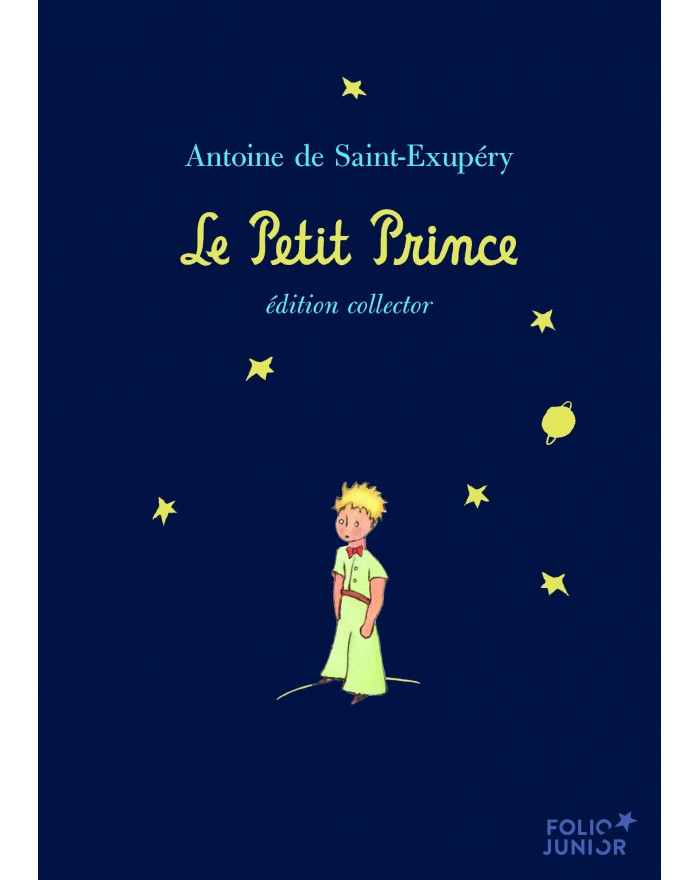 Antoine de Saint-Exupéry
Le Petit Prince
édition collector
FOLIO
JUNIOR